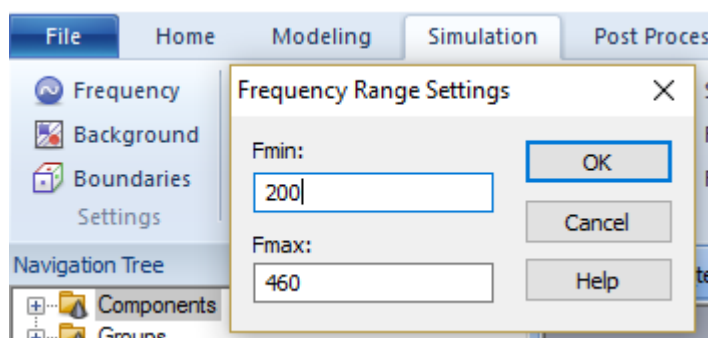 File Home Modeling Simulation Post Proces
Frequency
Background
Boundaries
Settings
Navigation Tree
Components
Groups
Frequency Range Settings
Fmin:
200
Fmax:
460
OK
Cancel
Help